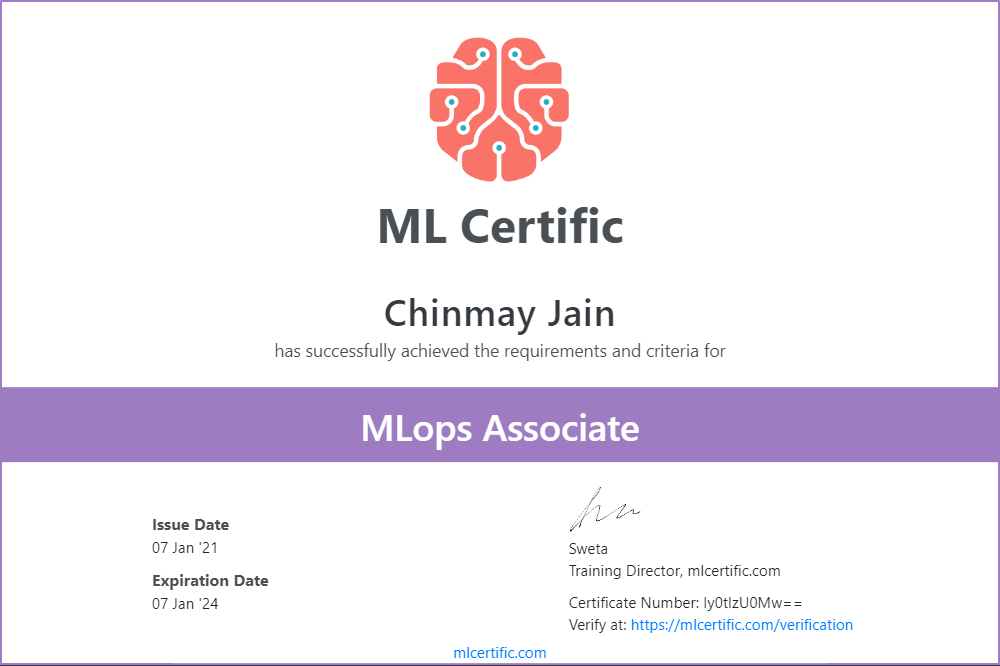 ML Certific
Chinmay Jain
has successfully achieved the requirements and criteria for
MLops Associate
Issue Date
07 Jan '21
Expiration Date
07 Jan '24
Sweta
Training Director, mlcertific.com
Certificate Number: Iy0tIzU0Mw==
Verify at: https://mlcertific.com/verification
mlcertific.com